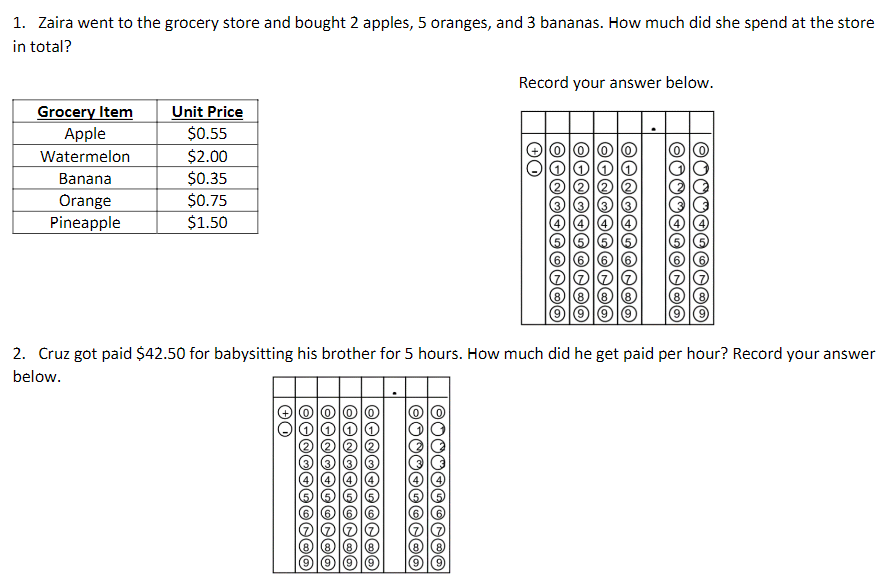 1. Zaira went to the grocery store and bought 2 apples, 5 oranges, and 3 bananas. How much did she spend at the store
in total?
Record your answer below.
Grocery Item Unit Price
Apple $0.55
Watermelon $2.00
Banana $0.35
Orange $0.75
Pineapple $1.50
.
+ 0 0 0 0 0 0
- 1 1 1 1 1 1
2 2 2 2 2 2
3 3 3 3 3 3
4 4 4 4 4 4
5 5 5 5 5 5
6 6 6 6 6 6
7 7 7 7 7 7
8 8 8 8 8 8
9 9 9 9 9 9
2. Cruz got paid $42.50 for babysitting his brother for 5 hours. How much did he get paid per hour? Record your answer
below.
.
+ 0 0 0 0 0 0
- 1 1 1 1 1 1
2 2 2 2 2 2
3 3 3 3 3 3
4 4 4 4 4 4
5 5 5 5 5 5
6 6 6 6 6 6
7 7 7 7 7 7
8 8 8 8 8 8
9 9 9 9 9 9